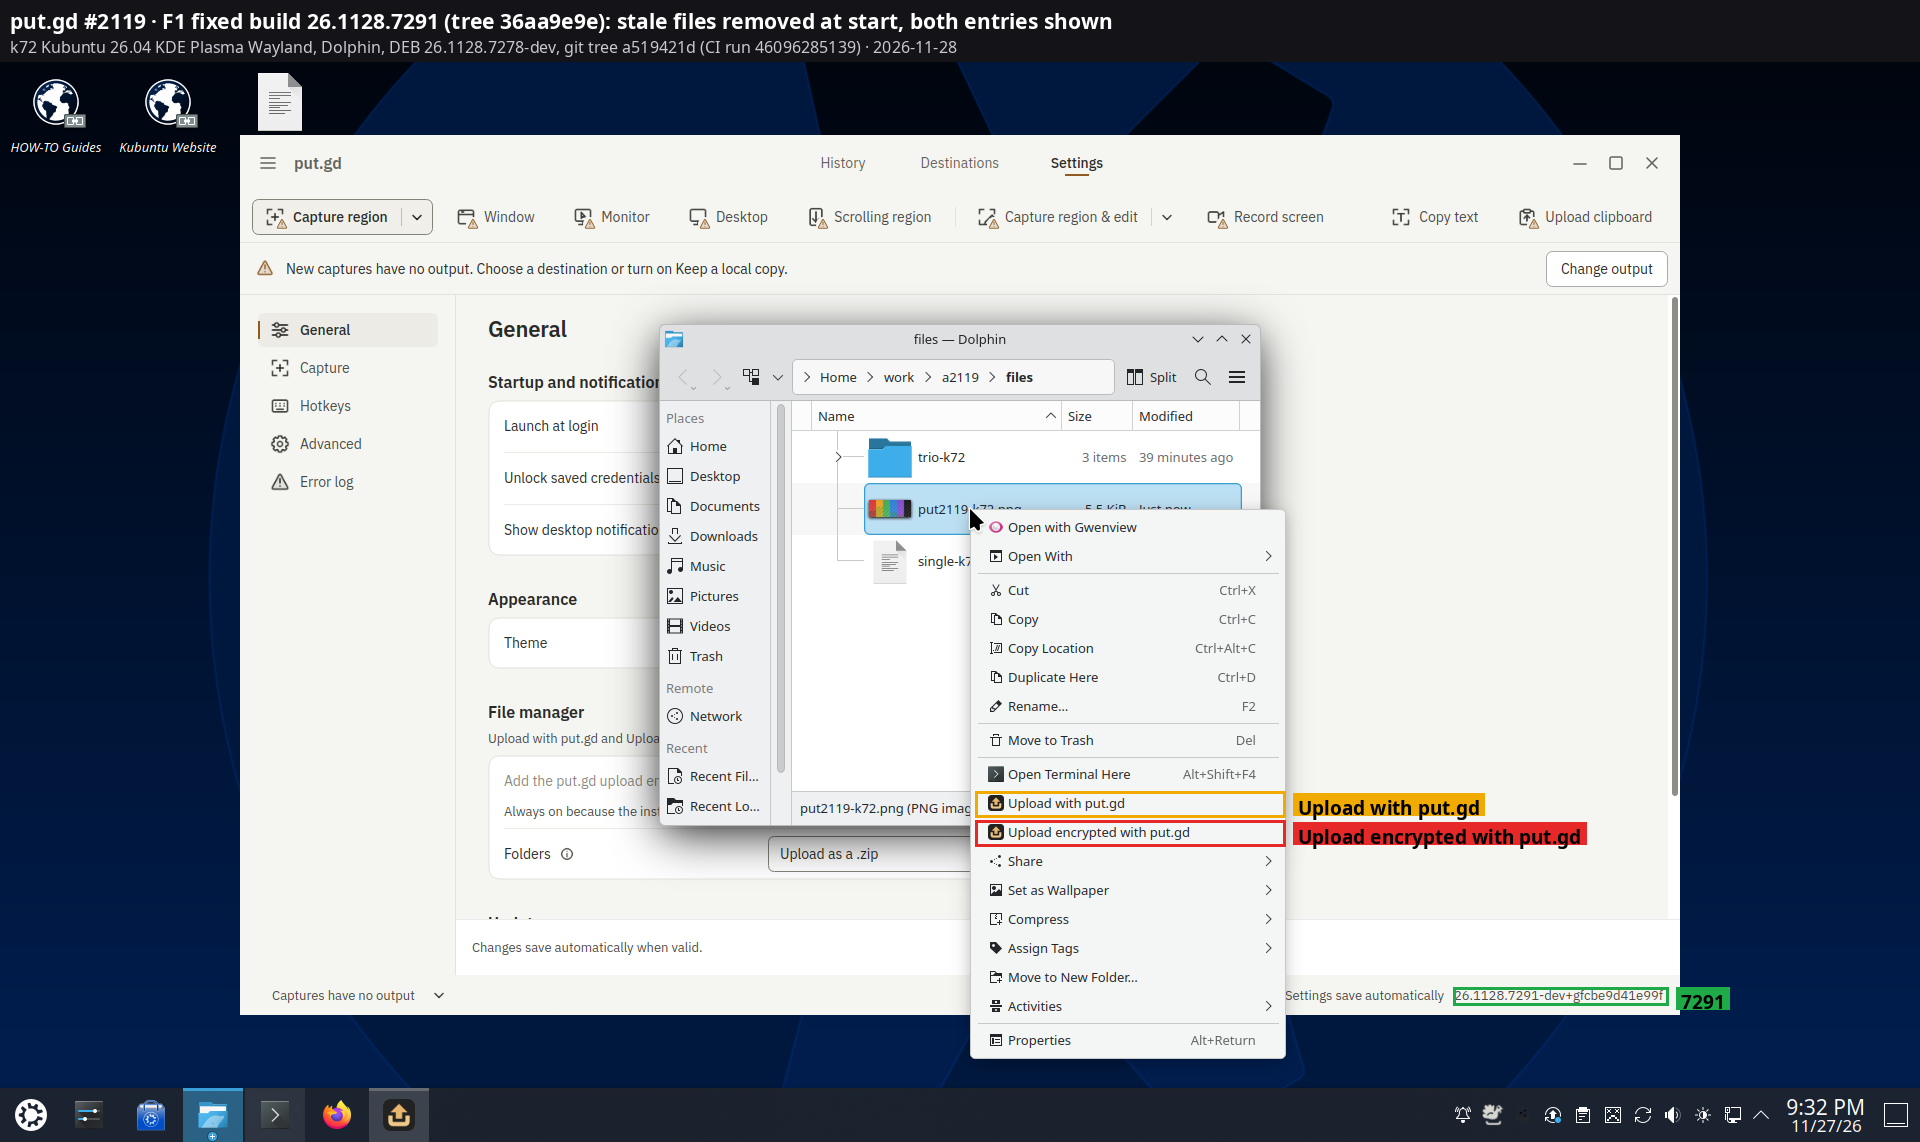 put.gd #2119 · F1 fixed build 26.1128.7291 (tree 36aa9e9e): stale files removed at start, both entries shown
k72 Kubuntu 26.04 KDE Plasma Wayland, Dolphin, DEB 26.1128.7278-dev, git tree a519421d (CI run 46096285139) · 2026-11-28
HOW-TO Guides
Kubuntu Website
put.gd
History
Destinations
Settings
Capture region
Window
Monitor
Desktop
Scrolling region
Capture region & edit
Record screen
Copy text
Upload clipboard
New captures have no output. Choose a destination or turn on Keep a local copy.
Change output
General
Capture
Hotkeys
Advanced
Error log
General
Startup and notification
Launch at login
Unlock saved credentials
Show desktop notificatio
Appearance
Theme
File manager
Upload with put.gd and Uploa
Add the put.gd upload en
Always on because the inst
Folders
Upload as a .zip
Changes save automatically when valid.
Captures have no output
Settings save automatically
26.1128.7291-dev+gfcbe9d41e99f
7291
files — Dolphin
Home
work
a2119
files
Split
Places
Home
Desktop
Documents
Downloads
Music
Pictures
Videos
Trash
Remote
Network
Recent
Recent Fil...
Recent Lo...
Name
Size
Modified
trio-k72
3 items
39 minutes ago
put2119-k72.png
5.5 KiB
Just now
single-k7
put2119-k72.png (PNG imag
Open with Gwenview
Open With
Cut Ctrl+X
Copy Ctrl+C
Copy Location Ctrl+Alt+C
Duplicate Here Ctrl+D
Rename... F2
Move to Trash Del
Open Terminal Here Alt+Shift+F4
Upload with put.gd
Upload encrypted with put.gd
Share
Set as Wallpaper
Compress
Assign Tags
Move to New Folder...
Activities
Properties Alt+Return
Upload with put.gd
Upload encrypted with put.gd
9:32 PM
11/27/26